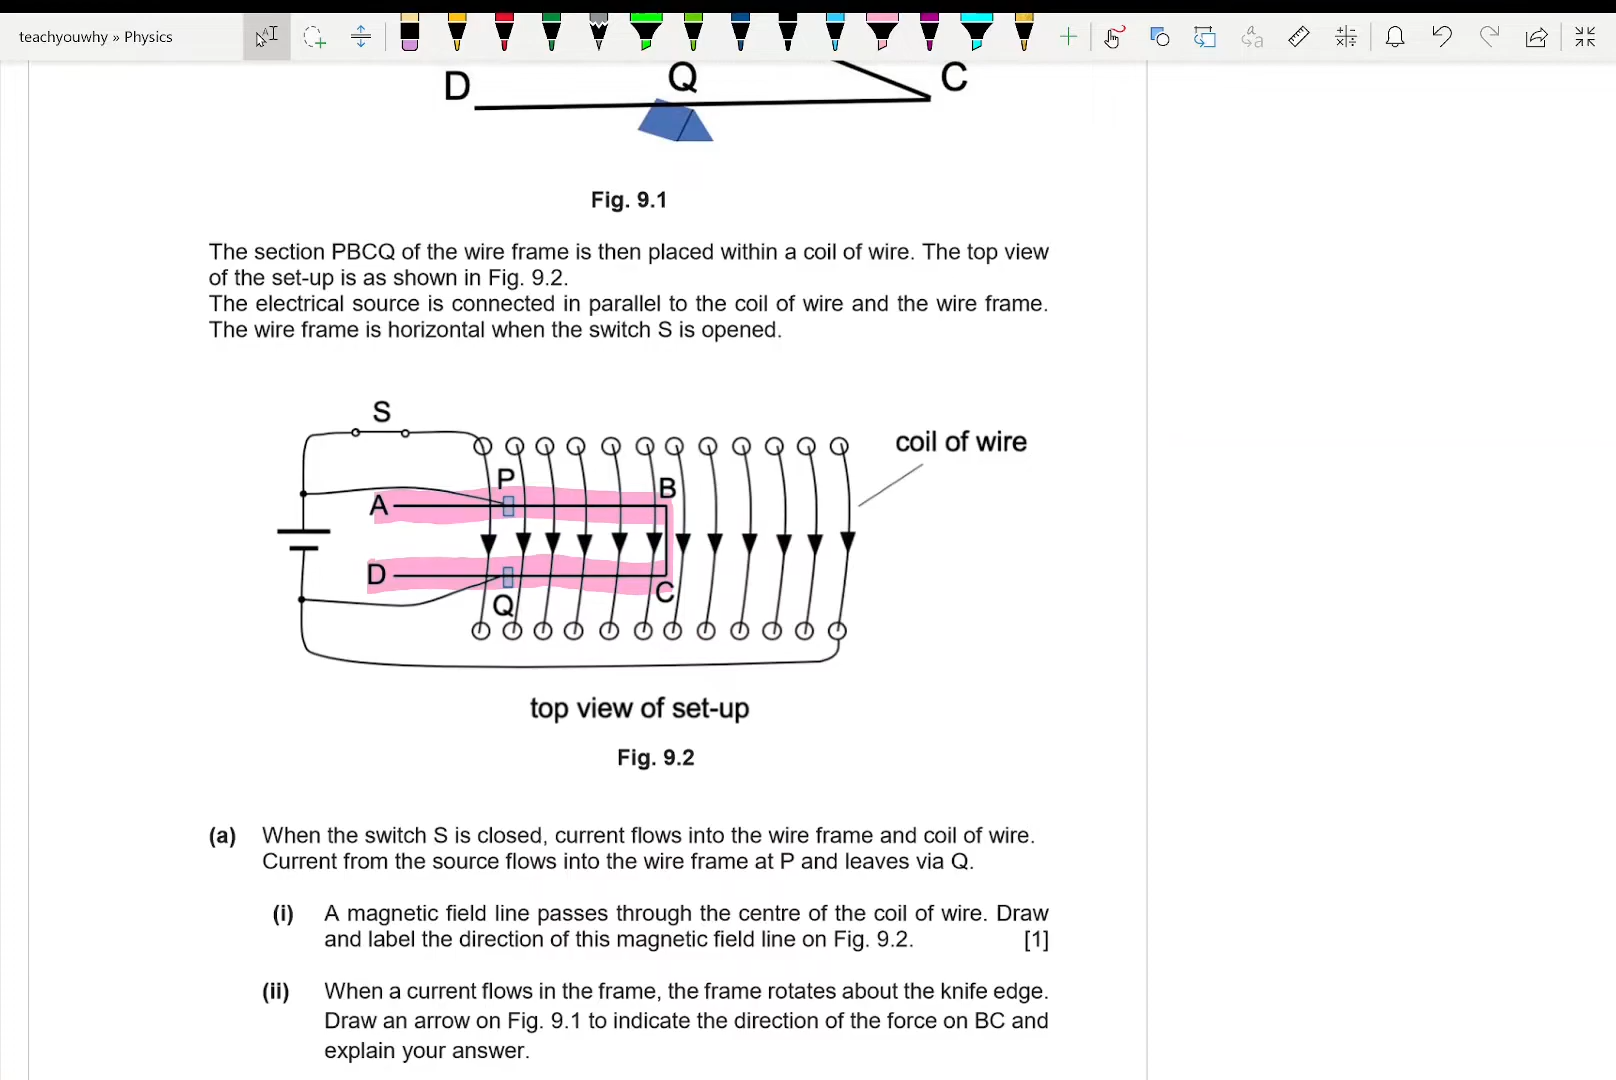 teachyouwhy » Physics
D
Q
C
Fig. 9.1
The section PBCQ of the wire frame is then placed within a coil of wire. The top view
of the set-up is as shown in Fig. 9.2.
The electrical source is connected in parallel to the coil of wire and the wire frame.
The wire frame is horizontal when the switch S is opened.
S
coil of wire
P
B
A
D
Q
C
top view of set-up
Fig. 9.2
(a) When the switch S is closed, current flows into the wire frame and coil of wire.
Current from the source flows into the wire frame at P and leaves via Q.
(i) A magnetic field line passes through the centre of the coil of wire. Draw
and label the direction of this magnetic field line on Fig. 9.2. [1]
(ii) When a current flows in the frame, the frame rotates about the knife edge.
Draw an arrow on Fig. 9.1 to indicate the direction of the force on BC and
explain your answer.